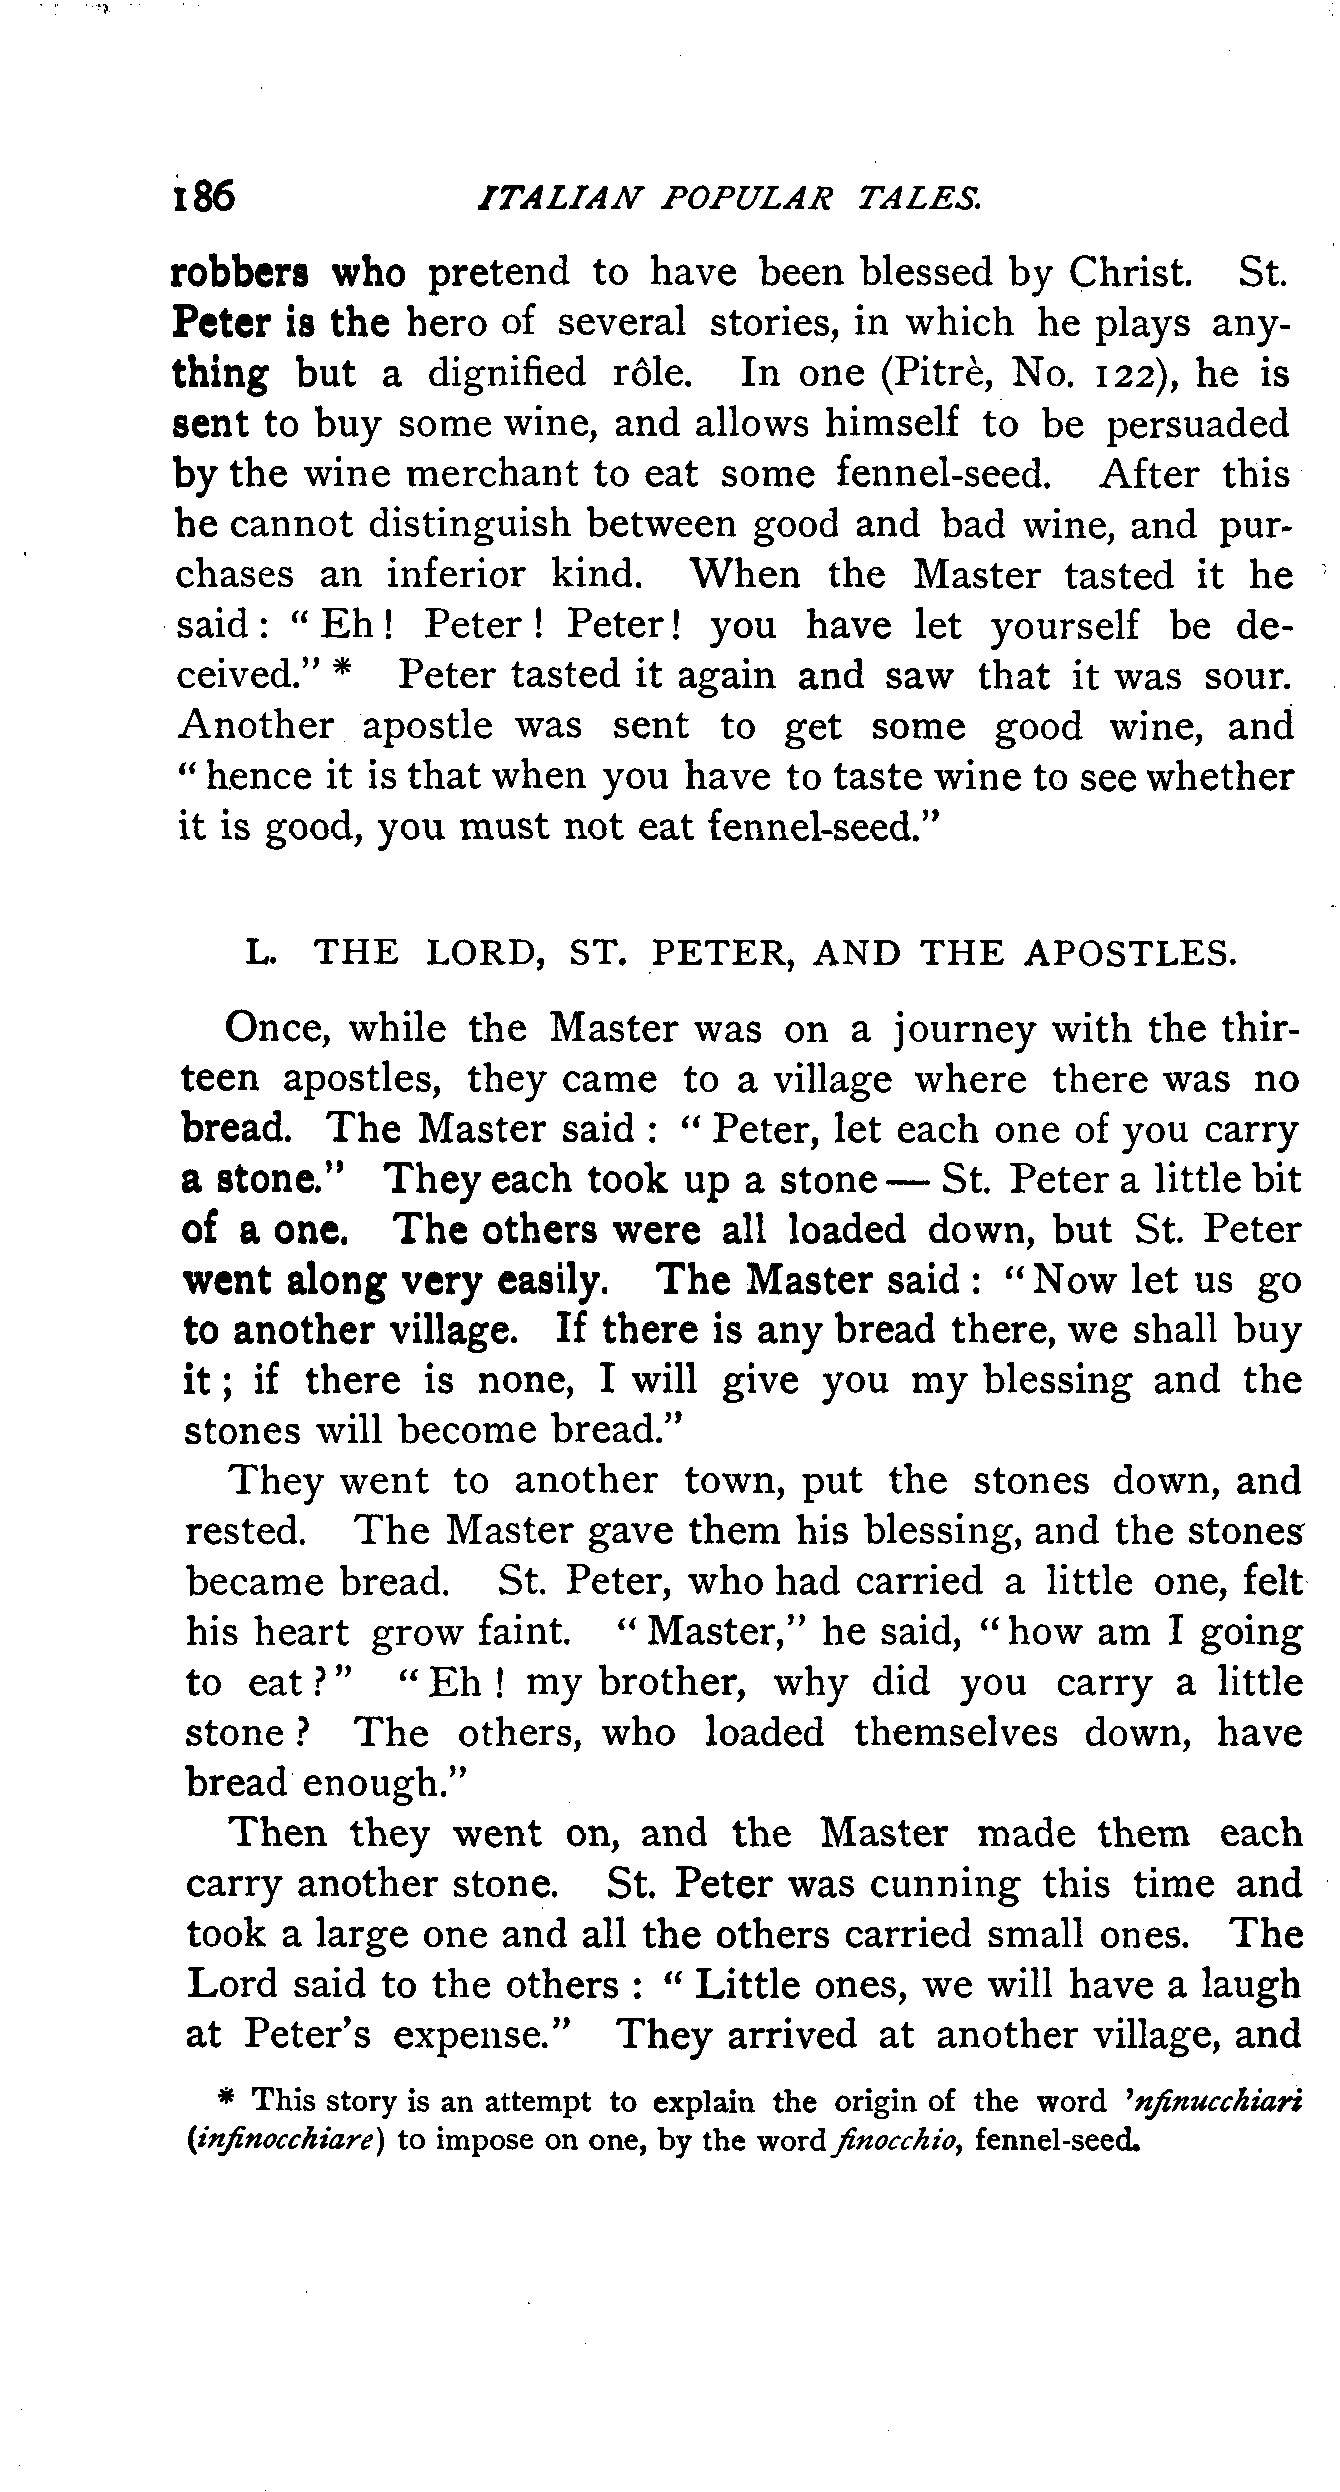 186 ITALIAN POPULAR TALES.
robbers who pretend to have been blessed by Christ. St.
Peter is the hero of several stories, in which he plays any-
thing but a dignified rôle. In one (Pitrè, No. 122), he is
sent to buy some wine, and allows himself to be persuaded
by the wine merchant to eat some fennel-seed. After this
he cannot distinguish between good and bad wine, and pur-
chases an inferior kind. When the Master tasted it he
said: "Eh! Peter! Peter! you have let yourself be de-
ceived." * Peter tasted it again and saw that it was sour.
Another apostle was sent to get some good wine, and
"hence it is that when you have to taste wine to see whether
it is good, you must not eat fennel-seed."
L. THE LORD, ST. PETER, AND THE APOSTLES.
Once, while the Master was on a journey with the thir-
teen apostles, they came to a village where there was no
bread. The Master said: "Peter, let each one of you carry
a stone." They each took up a stone — St. Peter a little bit
of a one. The others were all loaded down, but St. Peter
went along very easily. The Master said: "Now let us go
to another village. If there is any bread there, we shall buy
it; if there is none, I will give you my blessing and the
stones will become bread."
They went to another town, put the stones down, and
rested. The Master gave them his blessing, and the stones
became bread. St. Peter, who had carried a little one, felt
his heart grow faint. "Master," he said, "how am I going
to eat?" "Eh! my brother, why did you carry a little
stone? The others, who loaded themselves down, have
bread enough."
Then they went on, and the Master made them each
carry another stone. St. Peter was cunning this time and
took a large one and all the others carried small ones. The
Lord said to the others: "Little ones, we will have a laugh
at Peter's expense." They arrived at another village, and
* This story is an attempt to explain the origin of the word 'nfinucchiari
(infinocchiare) to impose on one, by the word finocchio, fennel-seed.